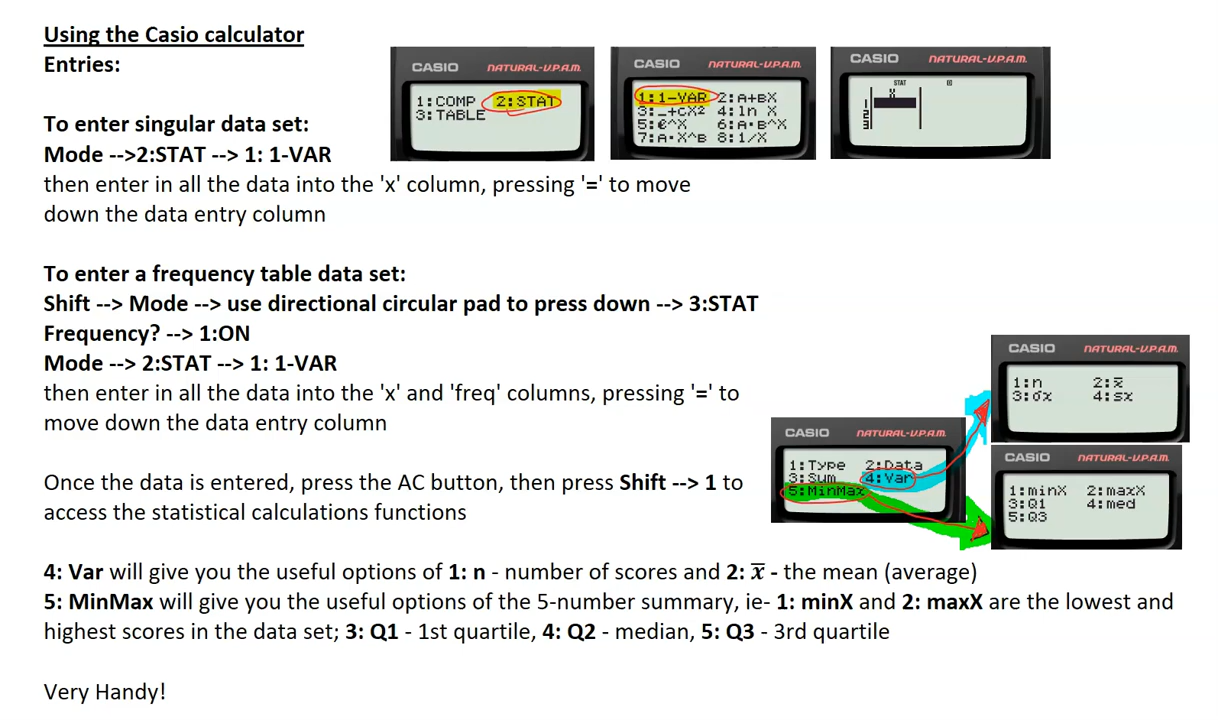 Using the Casio calculator
Entries:
CASIO NATURAL-V.P.A.M.
1:COMP 2:STAT
3:TABLE
CASIO NATURAL-V.P.A.M.
1:1-VAR 2:A+BX
3:_+CX² 4:ln X
5:e^X 6:A·B^X
7:A·X^B 8:1/X
CASIO NATURAL-V.P.A.M.
STAT D
X
1
2
3
To enter singular data set:
Mode -->2:STAT --> 1: 1-VAR
then enter in all the data into the 'x' column, pressing '=' to move
down the data entry column
To enter a frequency table data set:
Shift --> Mode --> use directional circular pad to press down --> 3:STAT
Frequency? --> 1:ON
Mode --> 2:STAT --> 1: 1-VAR
then enter in all the data into the 'x' and 'freq' columns, pressing '=' to
move down the data entry column
Once the data is entered, press the AC button, then press Shift --> 1 to
access the statistical calculations functions
CASIO NATURAL-V.P.A.M.
1:Type 2:Data
3:Sum 4:Var
5:MinMax
CASIO NATURAL-V.P.A.M.
1:n 2:x̅
3:σx 4:sx
CASIO NATURAL-V.P.A.M.
1:minX 2:maxX
3:Q1 4:med
5:Q3
4: Var will give you the useful options of 1: n - number of scores and 2: x̅ - the mean (average)
5: MinMax will give you the useful options of the 5-number summary, ie- 1: minX and 2: maxX are the lowest and
highest scores in the data set; 3: Q1 - 1st quartile, 4: Q2 - median, 5: Q3 - 3rd quartile
Very Handy!